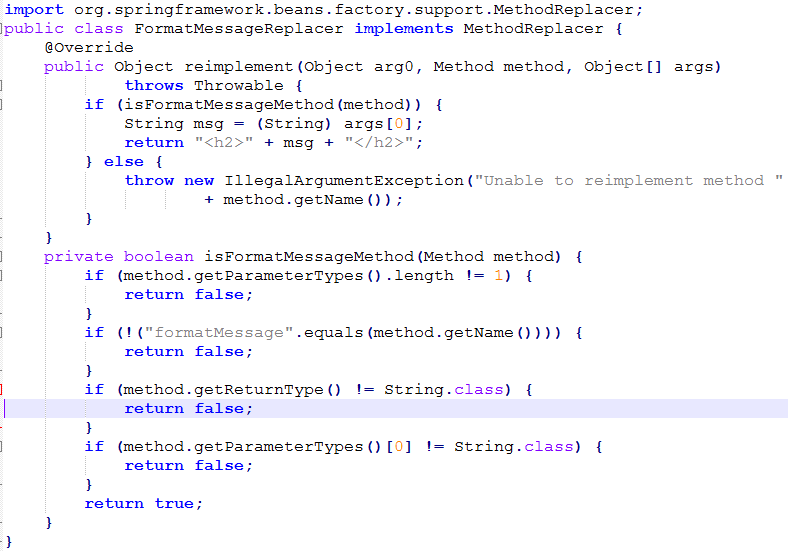 import org.springframework.beans.factory.support.MethodReplacer;
public class FormatMessageReplacer implements MethodReplacer {
    @Override
    public Object reimplement(Object arg0, Method method, Object[] args)
            throws Throwable {
        if (isFormatMessageMethod(method)) {
            String msg = (String) args[0];
            return "<h2>" + msg + "</h2>";
        } else {
            throw new IllegalArgumentException("Unable to reimplement method "
                    + method.getName());
        }
    }
    private boolean isFormatMessageMethod(Method method) {
        if (method.getParameterTypes().length != 1) {
            return false;
        }
        if (!("formatMessage".equals(method.getName()))) {
            return false;
        }
        if (method.getReturnType() != String.class) {
            return false;
        }
        if (method.getParameterTypes()[0] != String.class) {
            return false;
        }
        return true;
    }
}